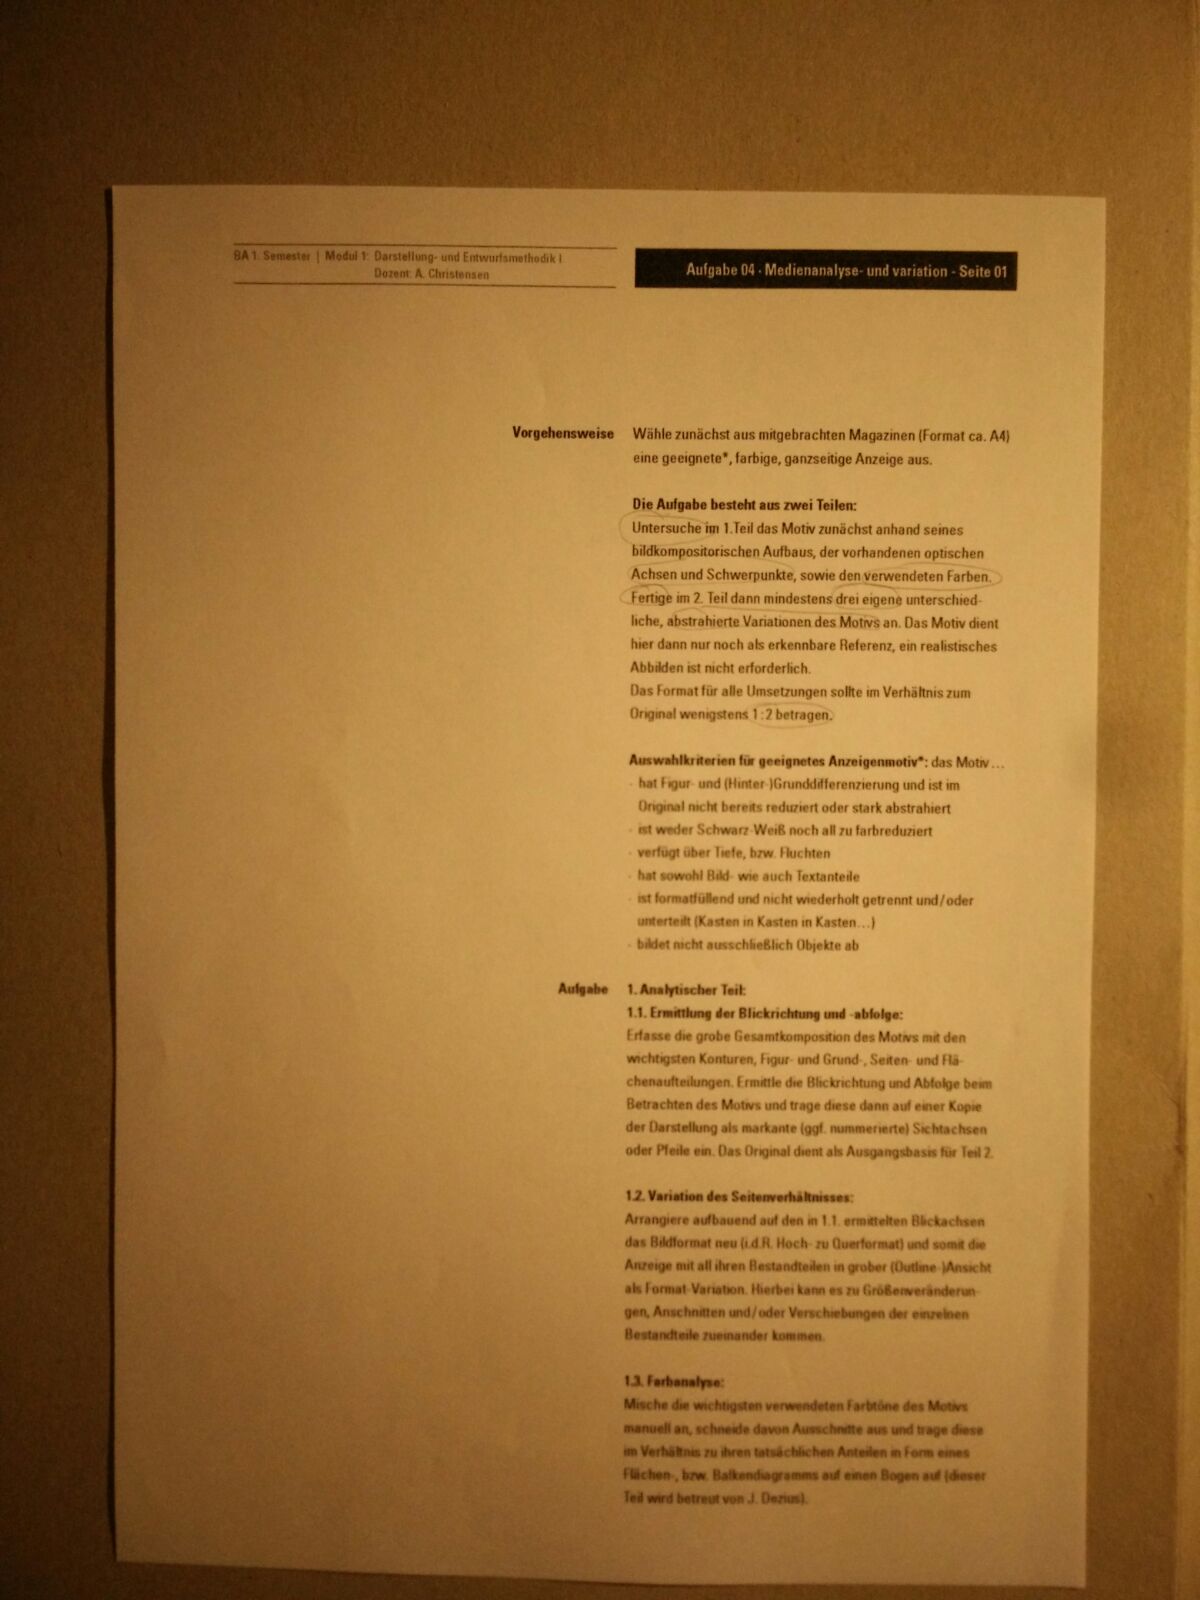 BA 1. Semester | Modul 1: Darstellung- und Entwurfsmethodik I
Dozent: A. Christensen
Aufgabe 04 · Medienanalyse- und variation - Seite 01
Vorgehensweise
Wähle zunächst aus mitgebrachten Magazinen (Format ca. A4)
eine geeignete*, farbige, ganzseitige Anzeige aus.
Die Aufgabe besteht aus zwei Teilen:
Untersuche im 1.Teil das Motiv zunächst anhand seines
bildkompositorischen Aufbaus, der vorhandenen optischen
Achsen und Schwerpunkte, sowie den verwendeten Farben.
Fertige im 2. Teil dann mindestens drei eigene unterschied-
liche, abstrahierte Variationen des Motivs an. Das Motiv dient
hier dann nur noch als erkennbare Referenz, ein realistisches
Abbilden ist nicht erforderlich.
Das Format für alle Umsetzungen sollte im Verhältnis zum
Original wenigstens 1:2 betragen.
Auswahlkriterien für geeignetes Anzeigenmotiv*: das Motiv...
- hat Figur- und (Hinter-)Grunddifferenzierung und ist im
Original nicht bereits reduziert oder stark abstrahiert
- ist weder Schwarz-Weiß noch all zu farbreduziert
- verfügt über Tiefe, bzw. Fluchten
- hat sowohl Bild- wie auch Textanteile
- ist formatfüllend und nicht wiederholt getrennt und/oder
unterteilt (Kasten in Kasten in Kasten...)
- bildet nicht ausschließlich Objekte ab
Aufgabe
1. Analytischer Teil:
1.1. Ermittlung der Blickrichtung und -abfolge:
Erfasse die grobe Gesamtkomposition des Motivs mit den
wichtigsten Konturen, Figur- und Grund-, Seiten- und Flä-
chenaufteilungen. Ermittle die Blickrichtung und Abfolge beim
Betrachten des Motivs und trage diese dann auf einer Kopie
der Darstellung als markante (ggf. nummerierte) Sichtachsen
oder Pfeile ein. Das Original dient als Ausgangsbasis für Teil 2.
1.2. Variation des Seitenverhältnisses:
Arrangiere aufbauend auf den in 1.1. ermittelten Blickachsen
das Bildformat neu (i.d.R. Hoch- zu Querformat) und somit die
Anzeige mit all ihren Bestandteilen in grober (Outline-)Ansicht
als Format-Variation. Hierbei kann es zu Größenveränderun-
gen, Anschnitten und/oder Verschiebungen der einzelnen
Bestandteile zueinander kommen.
1.3. Farbanalyse:
Mische die wichtigsten verwendeten Farbtöne des Motivs
manuell an, schneide davon Ausschnitte aus und trage diese
im Verhältnis zu ihren tatsächlichen Anteilen in Form eines
Flächen-, bzw. Balkendiagramms auf einen Bogen auf (dieser
Teil wird betreut von J. Dezius).